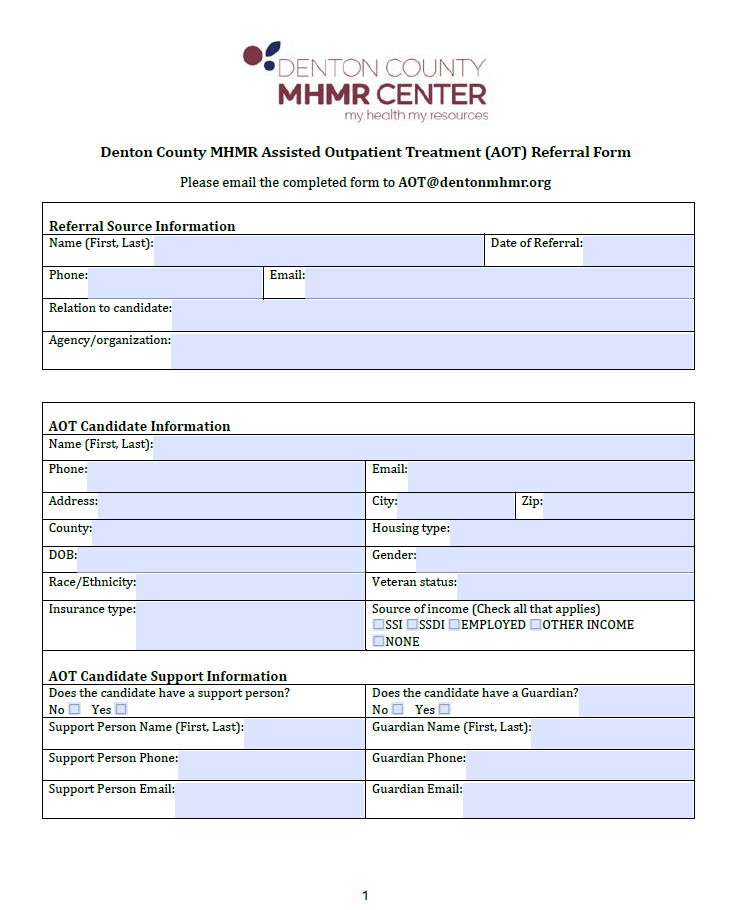 DENTON COUNTY
MHMR CENTER
my health my resources
Denton County MHMR Assisted Outpatient Treatment (AOT) Referral Form
Please email the completed form to AOT@dentonmhmr.org
Referral Source Information
Name (First, Last): Date of Referral:
Phone: Email:
Relation to candidate:
Agency/organization:
AOT Candidate Information
Name (First, Last):
Phone: Email:
Address: City: Zip:
County: Housing type:
DOB: Gender:
Race/Ethnicity: Veteran status:
Insurance type: Source of income (Check all that applies)
☐SSI ☐SSDI ☐EMPLOYED ☐OTHER INCOME
☐NONE
AOT Candidate Support Information
Does the candidate have a support person? Does the candidate have a Guardian?
No ☐ Yes ☐ No ☐ Yes ☐
Support Person Name (First, Last): Guardian Name (First, Last):
Support Person Phone: Guardian Phone:
Support Person Email: Guardian Email:
1